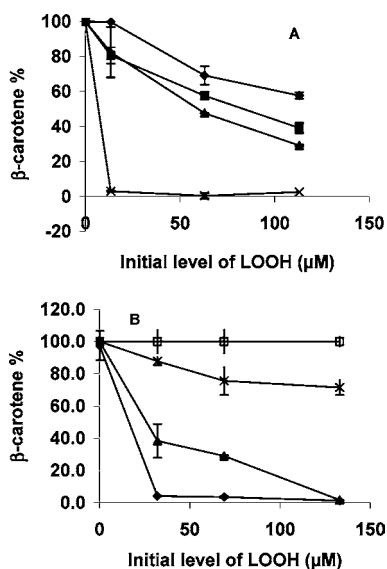 A
100
80
60
40
20
0
-20
β-carotene %
0 50 100 150
Initial level of LOOH (µM)
B
120.0
100.0
80.0
60.0
40.0
20.0
0.0
β-carotene %
0 50 100 150
Initial level of LOOH (µM)